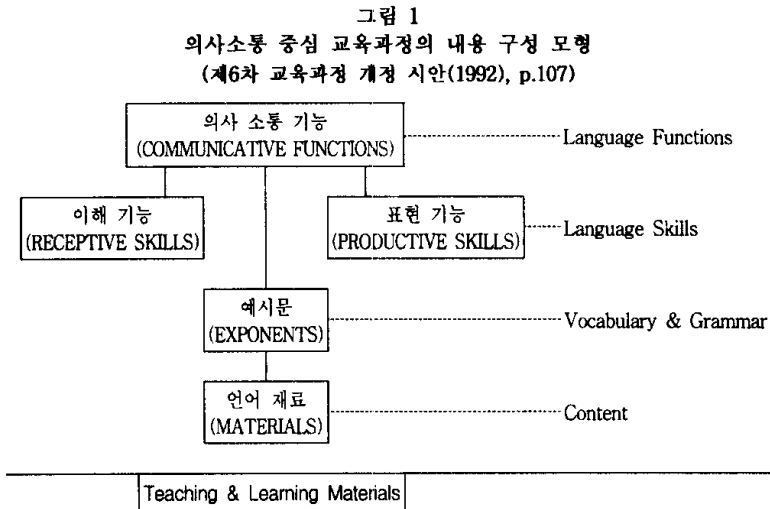 그림 1
의사소통 중심 교육과정의 내용 구성 모형
(제6차 교육과정 개정 시안(1992), p.107)
의사 소통 기능
(COMMUNICATIVE FUNCTIONS)
Language Functions
이해 기능
(RECEPTIVE SKILLS)
표현 기능
(PRODUCTIVE SKILLS)
Language Skills
예시문
(EXPONENTS)
Vocabulary & Grammar
언어 재료
(MATERIALS)
Content
Teaching & Learning Materials